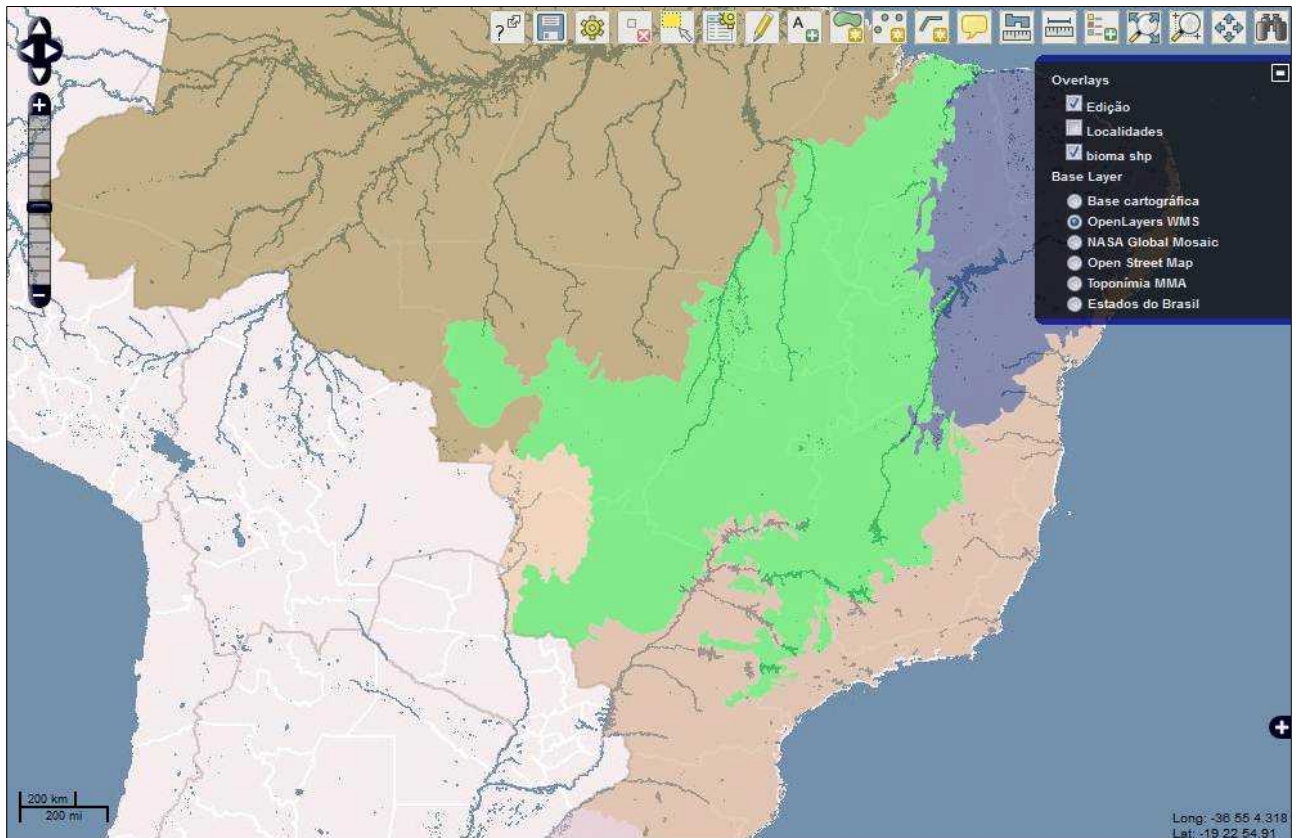 ?
A
Overlays
Edição
Localidades
bioma shp
Base Layer
Base cartográfica
OpenLayers WMS
NASA Global Mosaic
Open Street Map
Toponímia MMA
Estados do Brasil
200 km
200 mi
Long: -36 55 4.318
Lat: -19 22 54.91